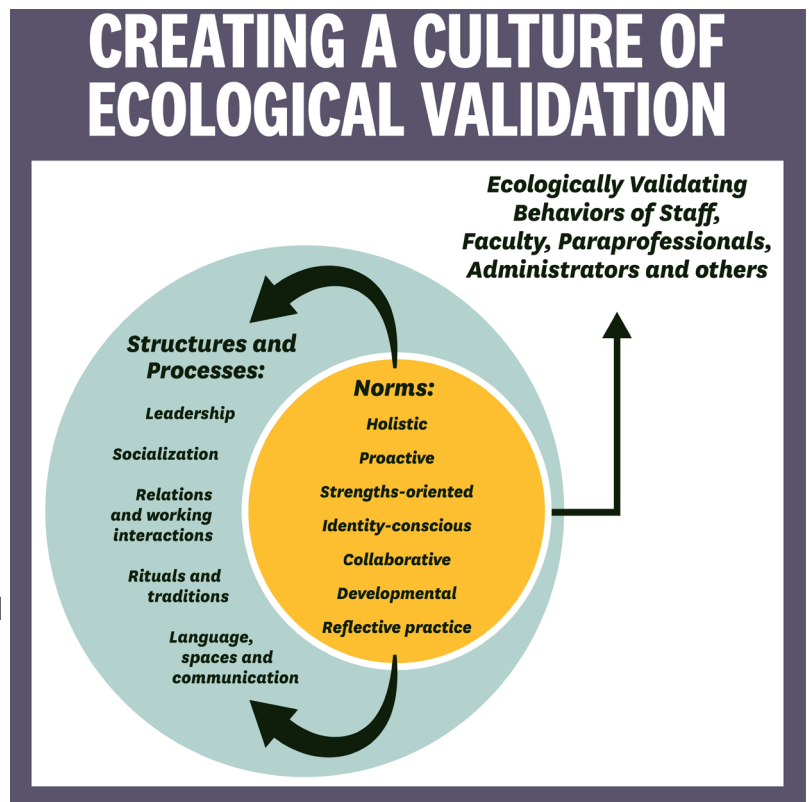 CREATING A CULTURE OF
ECOLOGICAL VALIDATION
Ecologically Validating
Behaviors of Staff,
Faculty, Paraprofessionals,
Administrators and others
Structures and
Processes:
Leadership
Socialization
Relations
and working
interactions
Rituals and
traditions
Language,
spaces and
communication
Norms:
Holistic
Proactive
Strengths-oriented
Identity-conscious
Collaborative
Developmental
Reflective practice